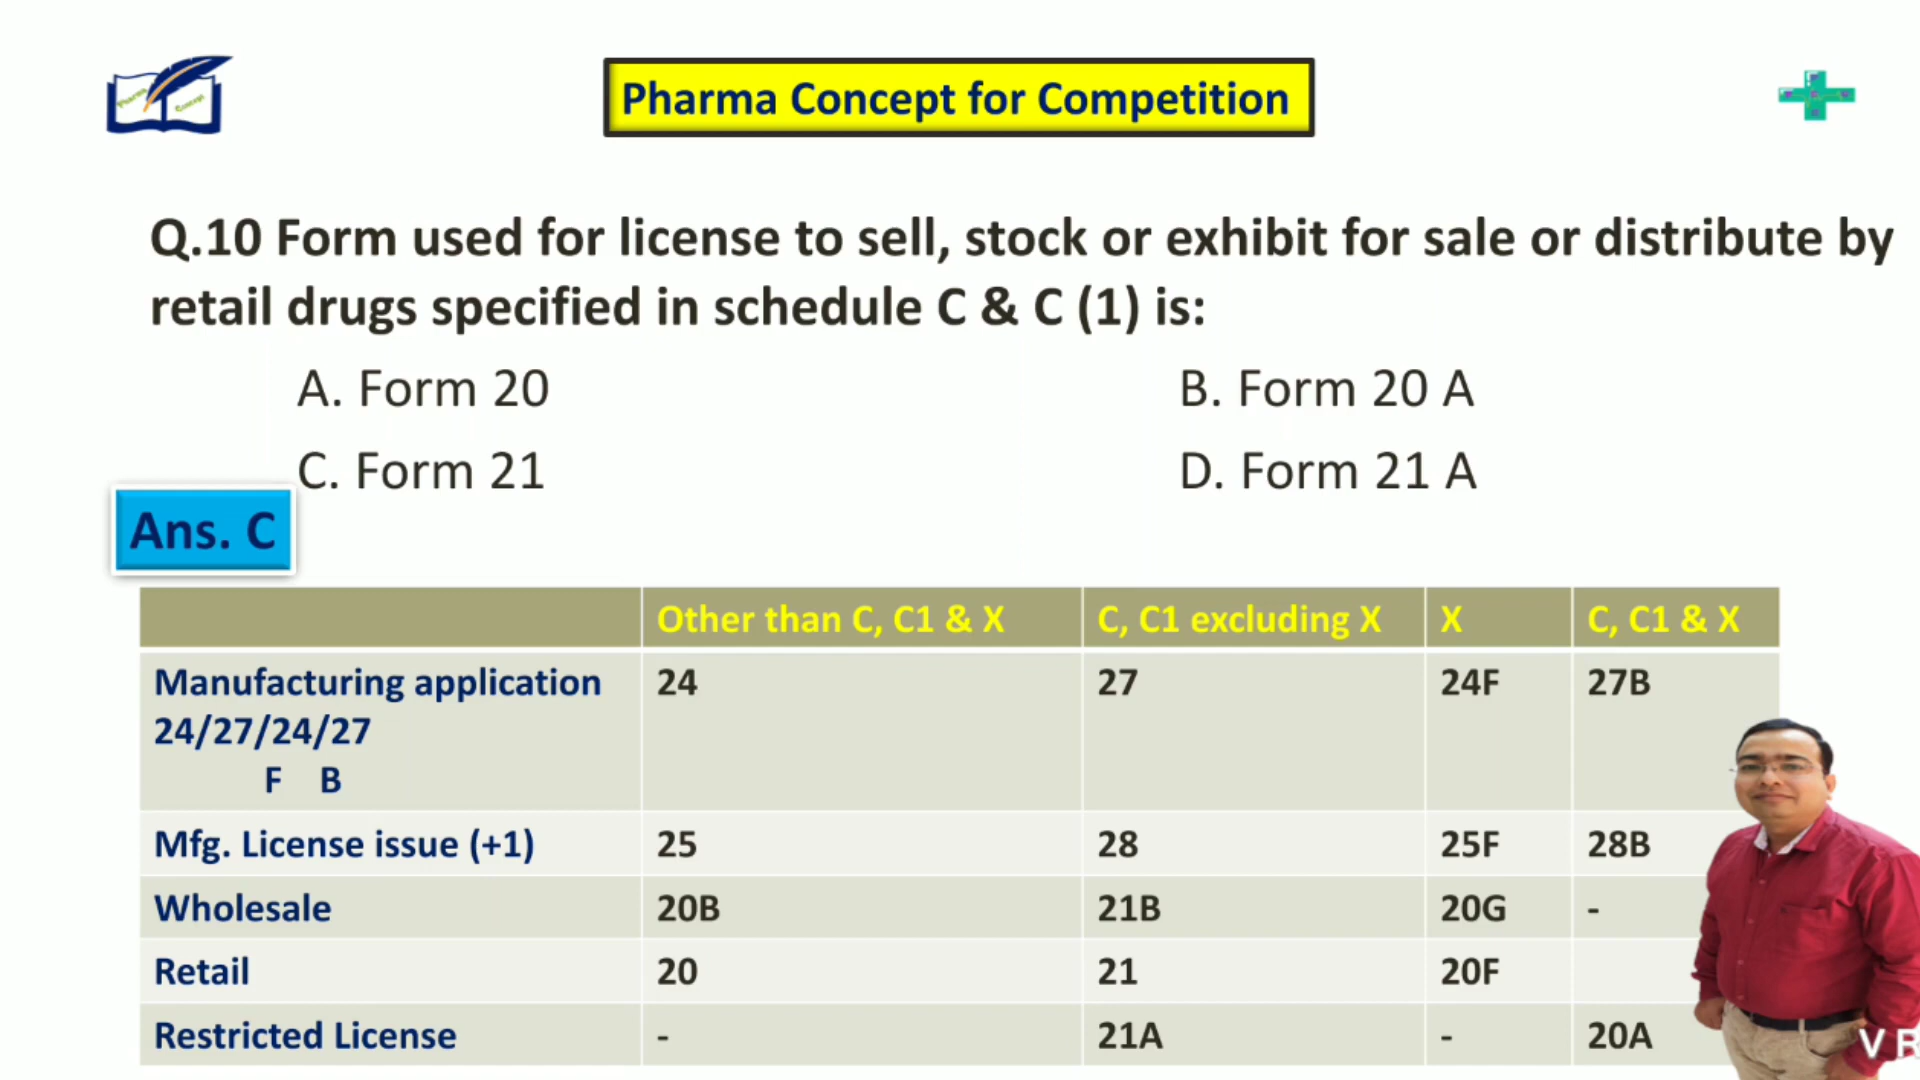 Pharma Concept
Pharma Concept for Competition
Q.10 Form used for license to sell, stock or exhibit for sale or distribute by
retail drugs specified in schedule C & C (1) is:
A. Form 20
B. Form 20 A
C. Form 21
D. Form 21 A
Ans. C
Other than C, C1 & X
C, C1 excluding X
X
C, C1 & X
Manufacturing application
24/27/24/27
F B
24
27
24F
27B
Mfg. License issue (+1)
25
28
25F
28B
Wholesale
20B
21B
20G
-
Retail
20
21
20F
Restricted License
-
21A
-
20A
V R